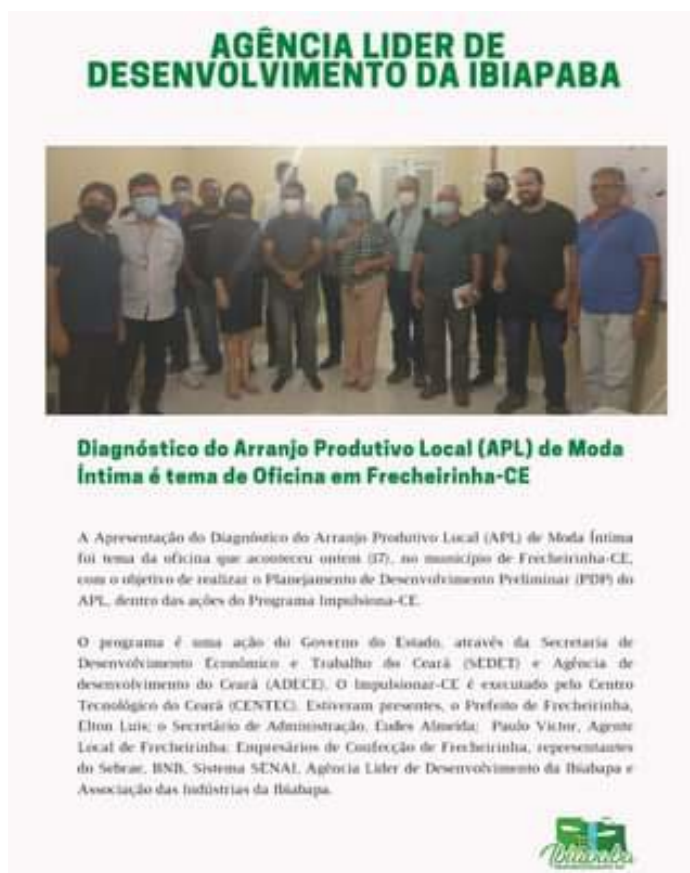 AGÊNCIA LIDER DE
DESENVOLVIMENTO DA IBIAPABA
Diagnóstico do Arranjo Produtivo Local (APL) de Moda
Íntima é tema de Oficina em Frecheirinha-CE
A Apresentação do Diagnóstico do Arranjo Produtivo Local (APL) de Moda Íntima
foi tema da oficina que aconteceu ontem (17), no município de Frecheirinha-CE,
com o objetivo de realizar o Planejamento de Desenvolvimento Preliminar (PDP) do
APL, dentro das ações do Programa Impulsiona-CE.
O programa é uma ação do Governo do Estado, através da Secretaria de
Desenvolvimento Econômico e Trabalho do Ceará (SEDET) e Agência de
desenvolvimento do Ceará (ADECE). O Impulsionar-CE é executado pelo Centro
Tecnológico do Ceará (CENTEC). Estiveram presentes, o Prefeito de Frecheirinha,
Elton Luis; o Secretário de Administração, Eudes Almeida; Paulo Victor, Agente
Local de Frecheirinha; Empresários de Confecção de Frecheirinha, representantes
do Sebrae, BNB, Sistema SENAI, Agência Lider de Desenvolvimento da Ibiabapa e
Associação das Indústrias da Ibiabapa.
Ibiapaba